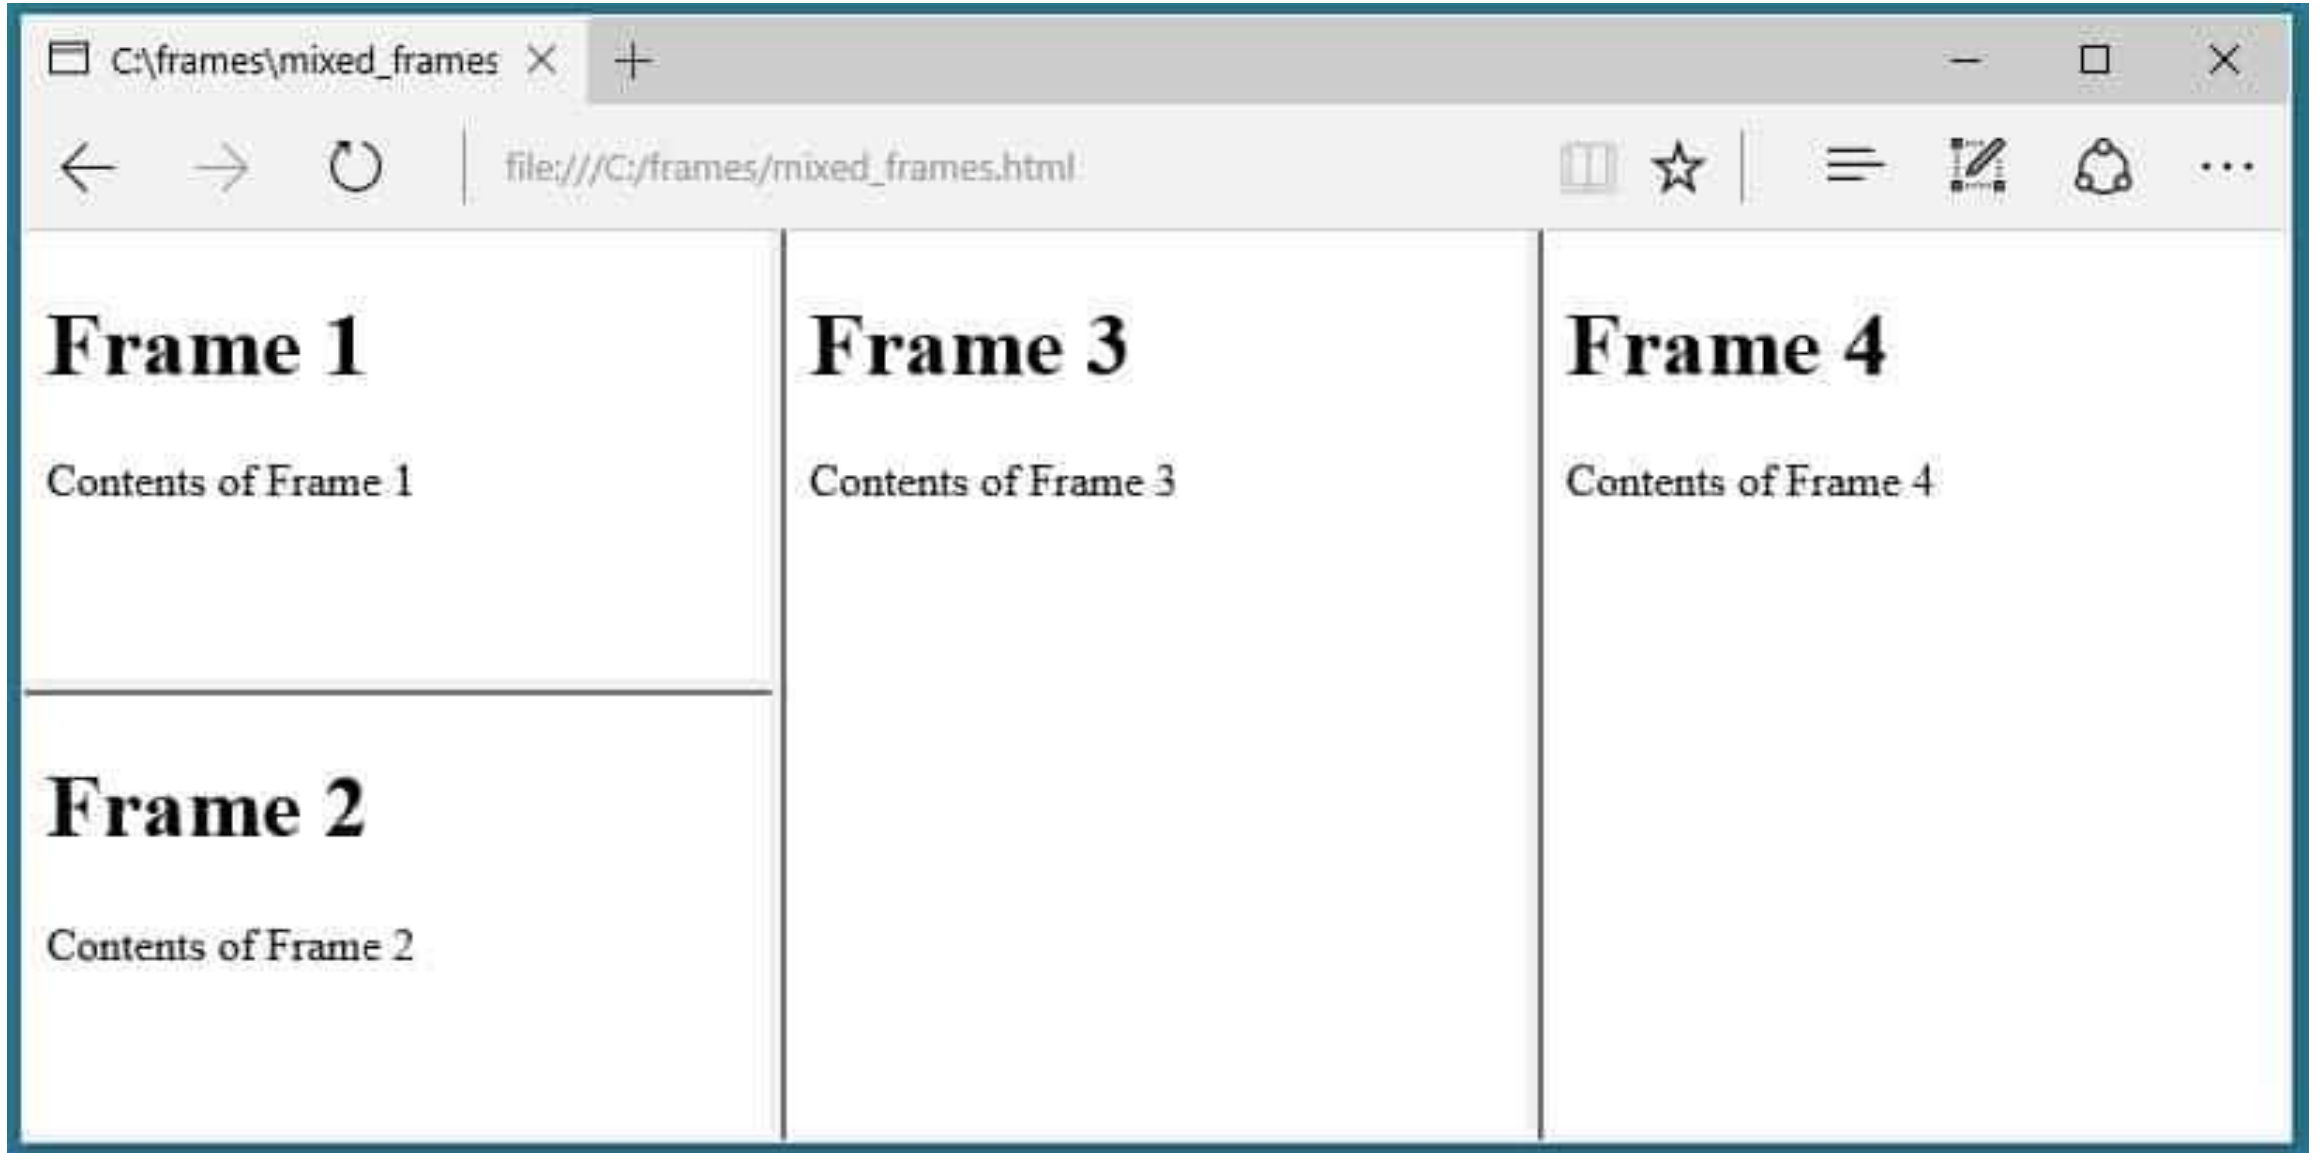 C:\frames\mixed_frames
file:///C:/frames/mixed_frames.html
Frame 1
Contents of Frame 1
Frame 2
Contents of Frame 2
Frame 3
Contents of Frame 3
Frame 4
Contents of Frame 4